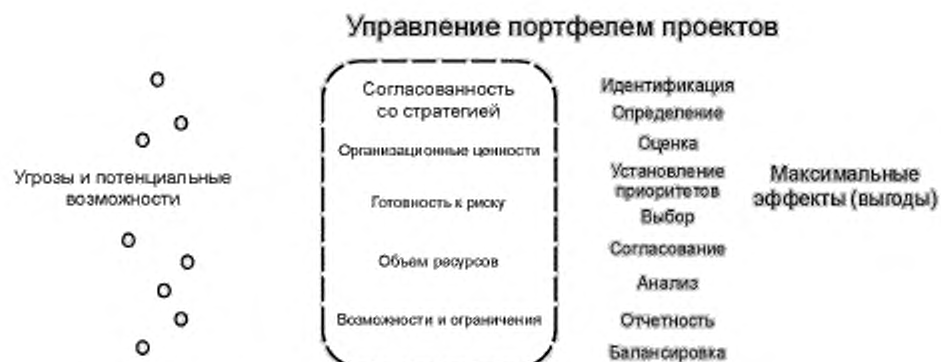 Управление портфелем проектов
Угрозы и потенциальные
возможности
Согласованность
со стратегией
Организационные ценности
Готовность к риску
Объем ресурсов
Возможности и ограничения
Идентификация
Определение
Оценка
Установление
приоритетов
Выбор
Согласование
Анализ
Отчетность
Балансировка
Максимальные
эффекты (выгоды)